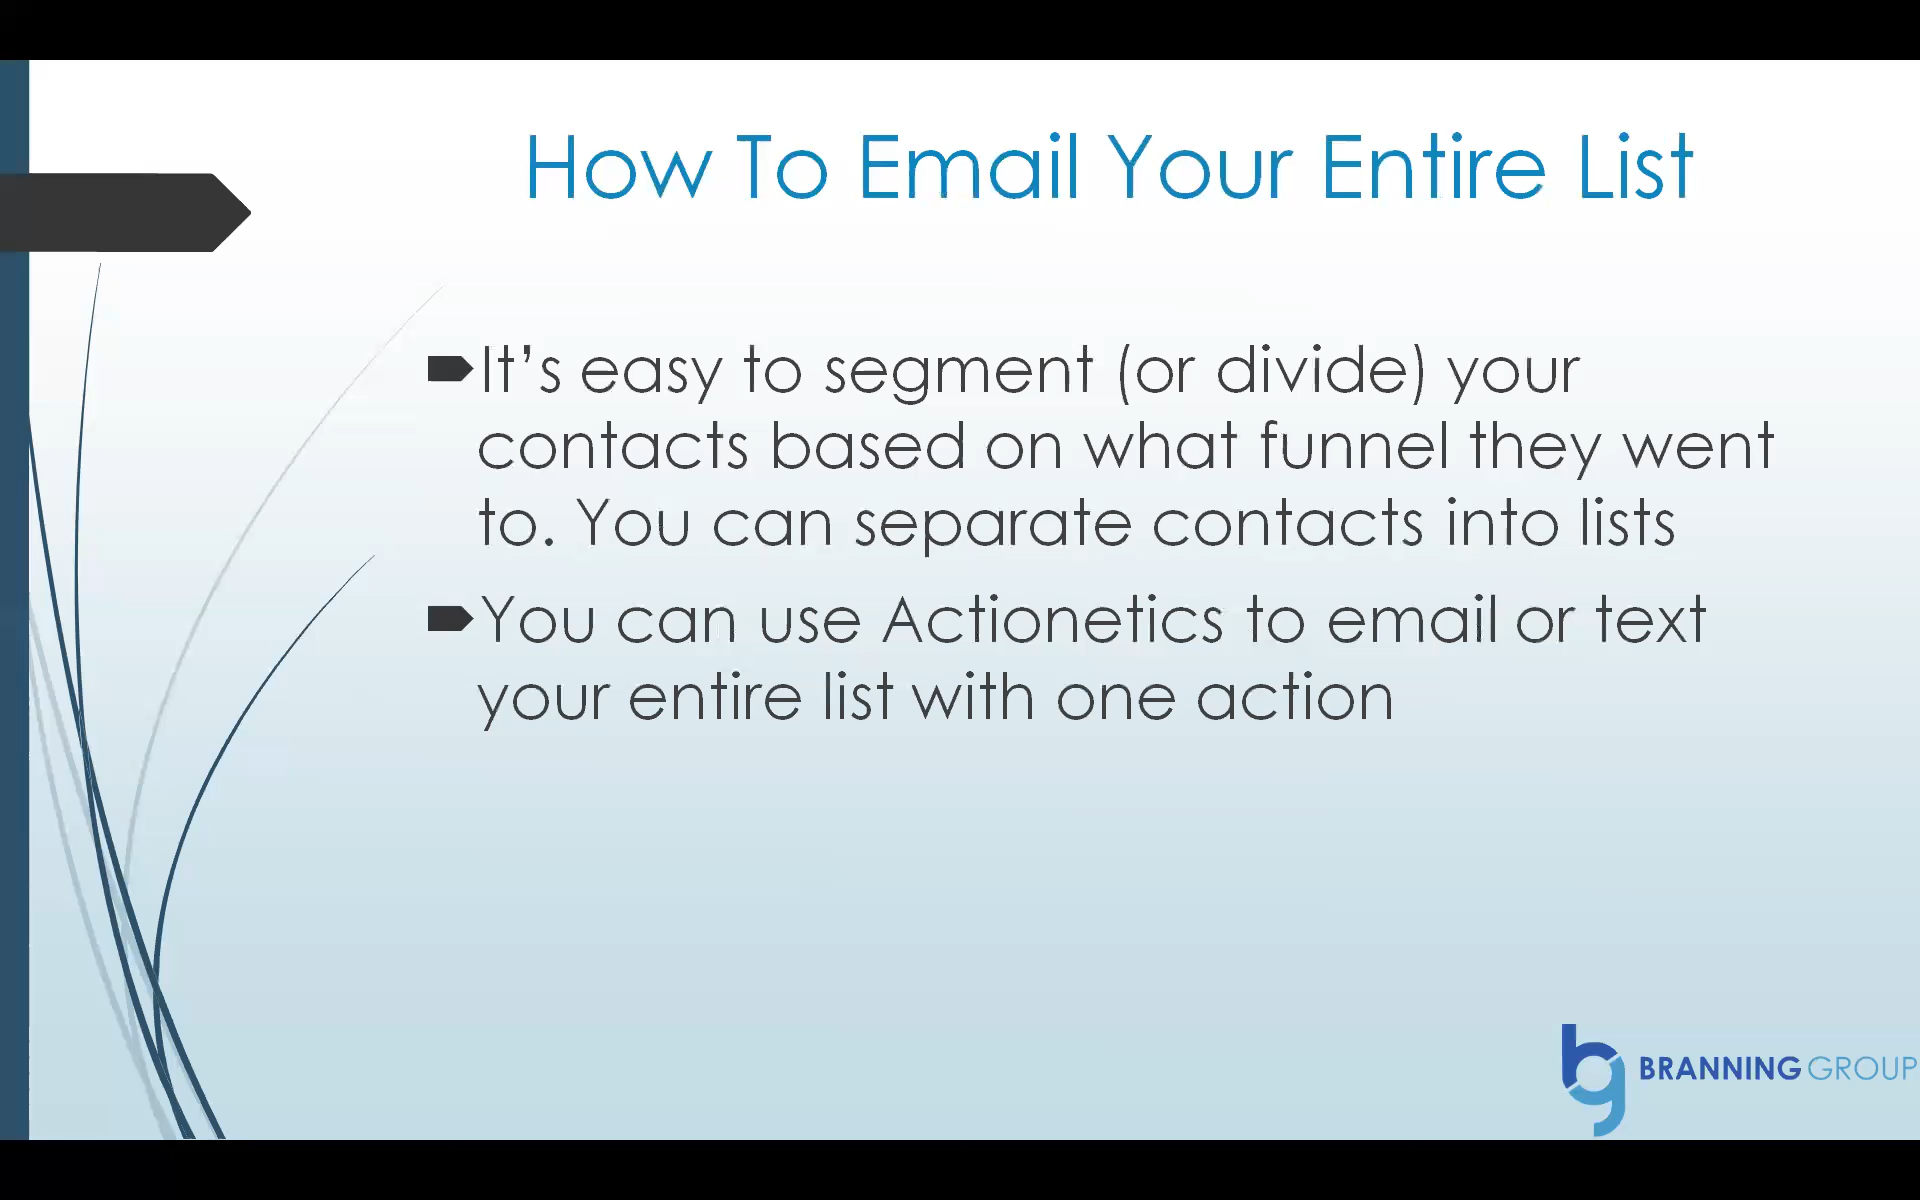 How To Email Your Entire List
It’s easy to segment (or divide) your
contacts based on what funnel they went
to. You can separate contacts into lists
You can use Actionetics to email or text
your entire list with one action
bg BRANNING GROUP